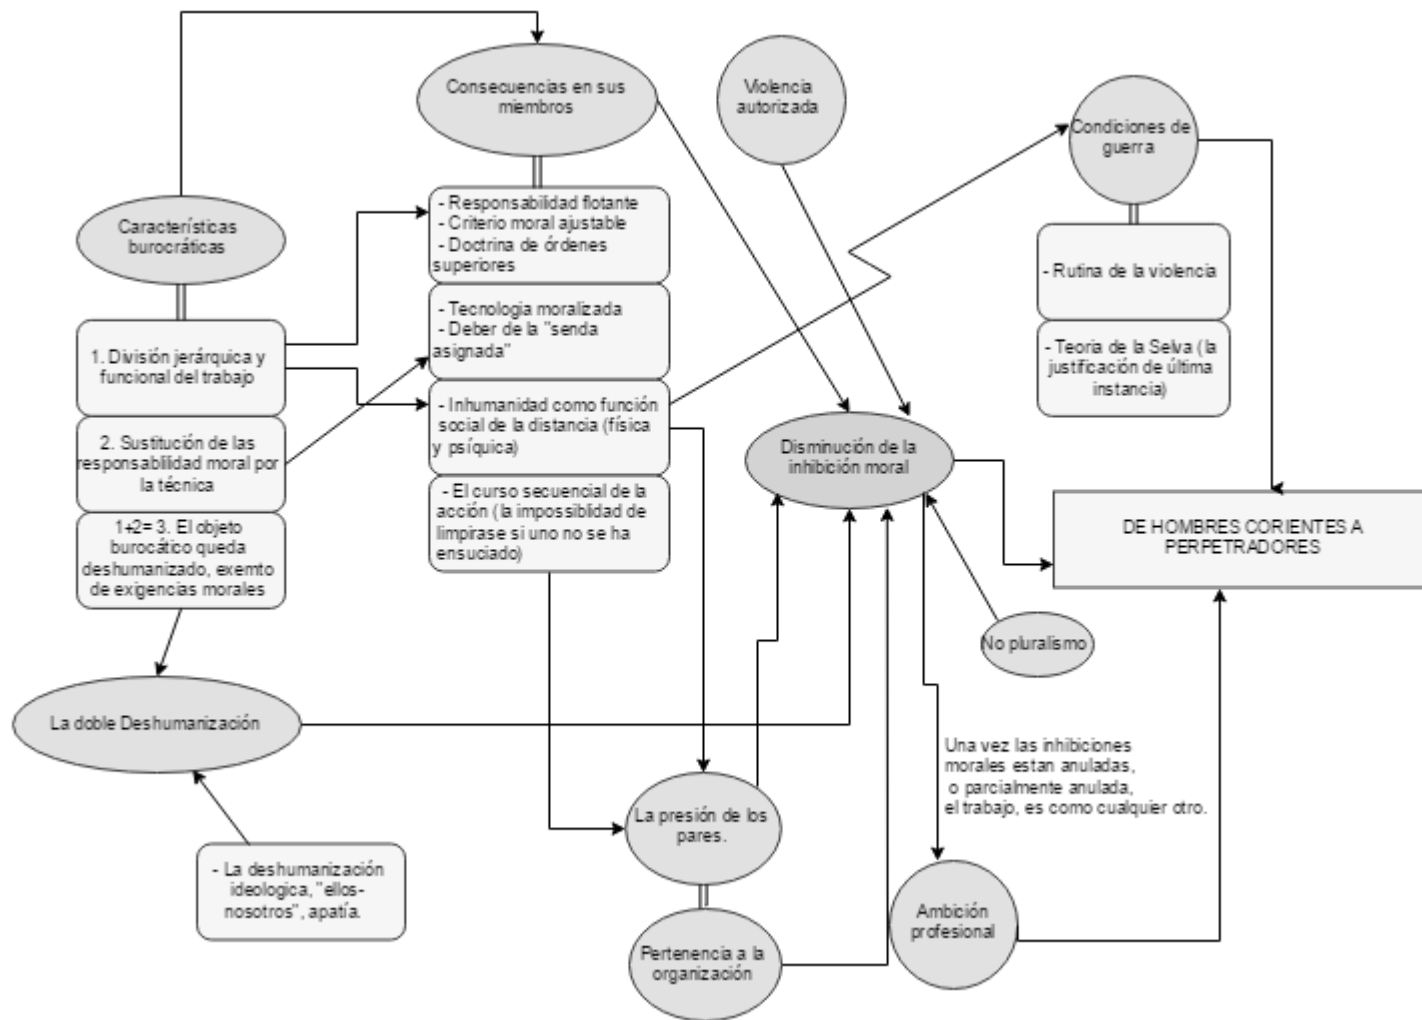 Consecuencias en sus
miembros
Violencia
autorizada
Condiciones de
guerra
Características
burocráticas
- Responsabilidad flotante
- Criterio moral ajustable
- Doctrina de órdenes
superiores
- Tecnologia moralizada
- Deber de la "senda
asignada"
- Inhumanidad como función
social de la distancia (física
y psíquica)
- El curso secuencial de la
acción ( la impossiblidad de
limpirase si uno no se ha
ensuciado)
1. División jerárquica y
funcional del trabajo
2. Sustitución de las
responsablilidad moral por
la técnica
1+2= 3. El objeto
burocático queda
deshumanizado, exemto
de exigencias morales
- Rutina de la violencia
- Teoria de la Selva ( la
justificación de última
instancia)
Disminución de la
inhibición moral
DE HOMBRES CORIENTES A
PERPETRADORES
No pluralismo
La doble Deshumanización
Una vez las inhibiciones
morales estan anuladas,
o parcialmente anulada,
el trabajo, es como cualquier otro.
La presión de los
pares.
- La deshumanizació
ideologica, "ellos-
nosotros", apatía.
Ambición
profesional
Pertenencia a la
organización